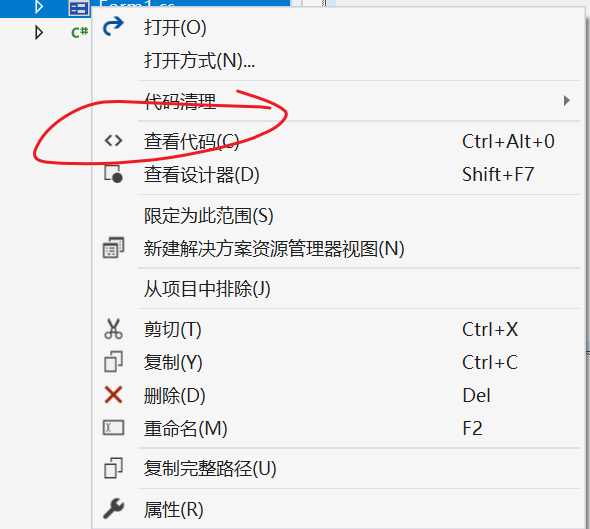 Form1.cs
C#
打开(O)
打开方式(N)...
代码清理
查看代码(C) Ctrl+Alt+0
查看设计器(D) Shift+F7
限定为此范围(S)
新建解决方案资源管理器视图(N)
从项目中排除(J)
剪切(T) Ctrl+X
复制(Y) Ctrl+C
删除(D) Del
重命名(M) F2
复制完整路径(U)
属性(R)